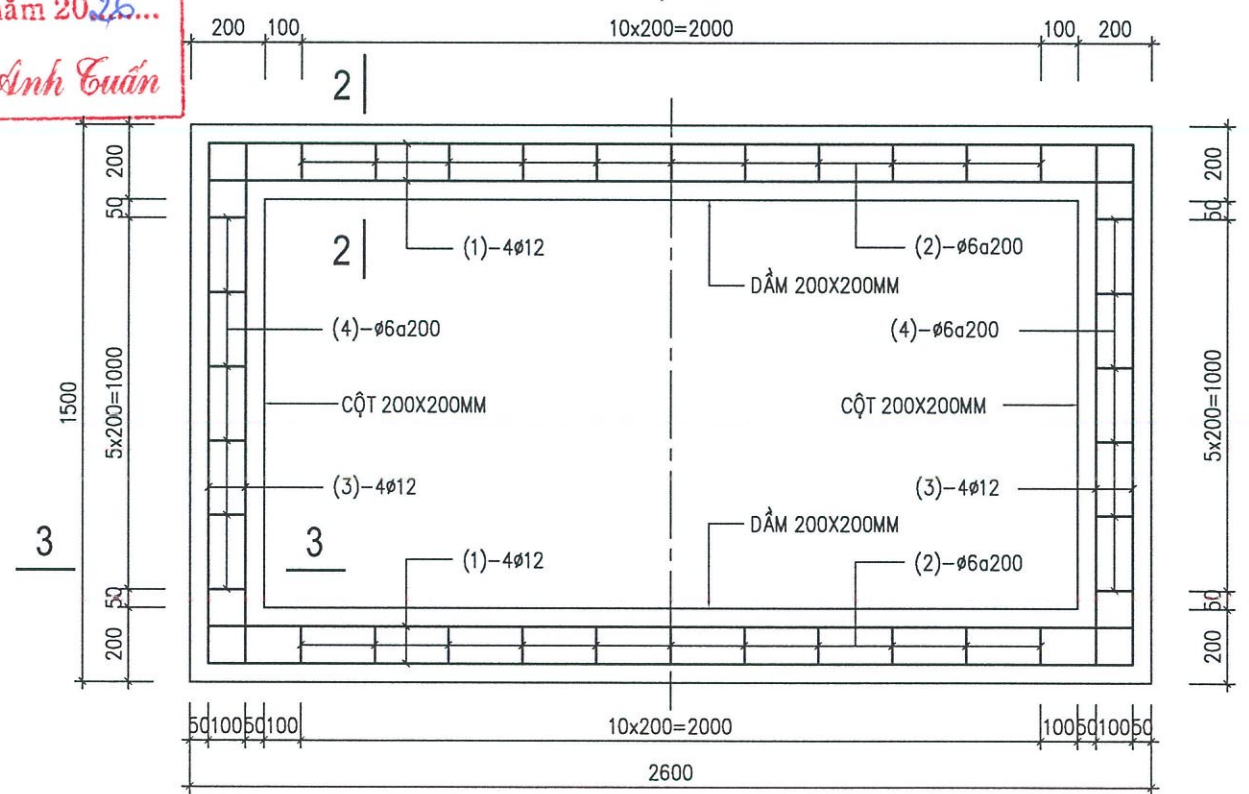 năm 2026
Anh Tuấn
200 100 10x200=2000 100 200
2
200
50
5x200=1000
1500
50
200
2
(1)-4ø12
(2)-ø6a200
DẦM 200X200MM
(4)-ø6a200
(4)-ø6a200
CỘT 200X200MM
CỘT 200X200MM
(3)-4ø12
(3)-4ø12
3
3
DẦM 200X200MM
(1)-4ø12
(2)-ø6a200
200
50
5x200=1000
50
200
50 100 50 100 10x200=2000 100 50 100 50
2600